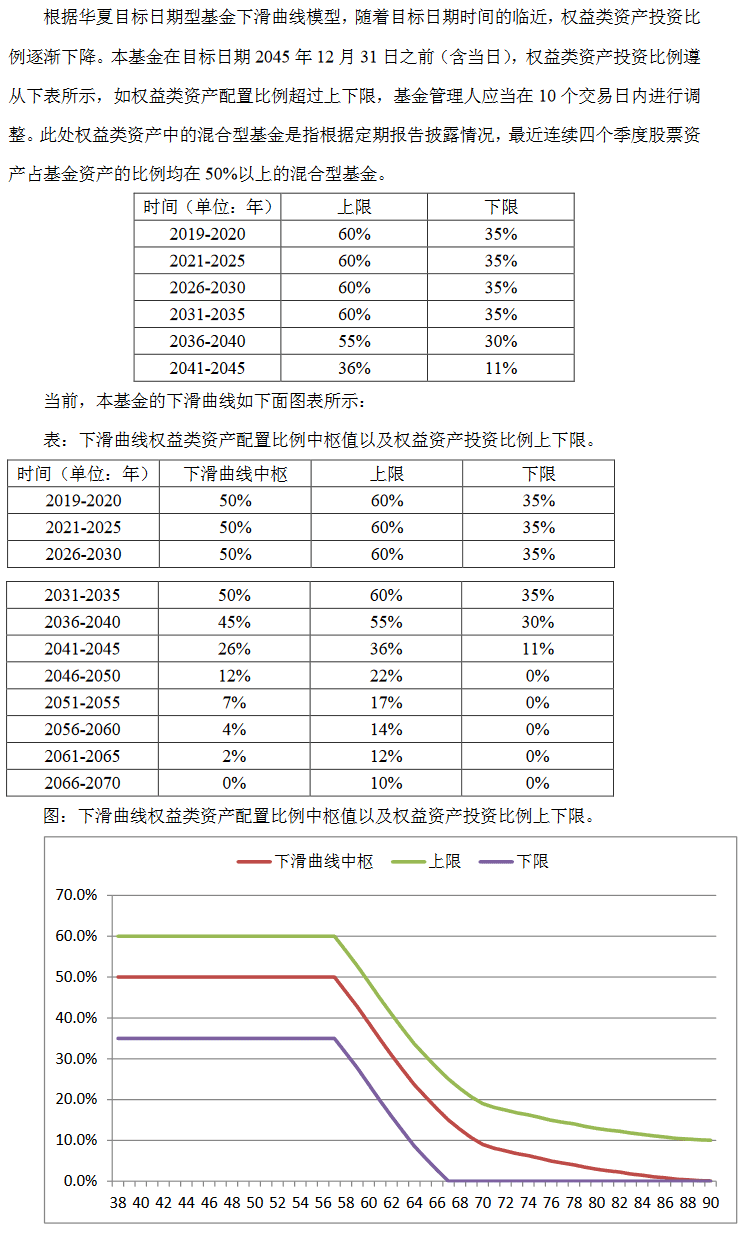 根据华夏目标日期型基金下滑曲线模型，随着目标日期时间的临近，权益类资产投资比
例逐渐下降。本基金在目标日期 2045 年 12 月 31 日之前（含当日），权益类资产投资比例遵
从下表所示，如权益类资产配置比例超过上下限，基金管理人应当在 10 个交易日内进行调
整。此处权益类资产中的混合型基金是指根据定期报告披露情况，最近连续四个季度股票资
产占基金资产的比例均在 50%以上的混合型基金。
时间（单位：年） 上限 下限
2019-2020 60% 35%
2021-2025 60% 35%
2026-2030 60% 35%
2031-2035 60% 35%
2036-2040 55% 30%
2041-2045 36% 11%
当前，本基金的下滑曲线如下面图表所示：
表：下滑曲线权益类资产配置比例中枢值以及权益资产投资比例上下限。
时间（单位：年） 下滑曲线中枢 上限 下限
2019-2020 50% 60% 35%
2021-2025 50% 60% 35%
2026-2030 50% 60% 35%
2031-2035 50% 60% 35%
2036-2040 45% 55% 30%
2041-2045 26% 36% 11%
2046-2050 12% 22% 0%
2051-2055 7% 17% 0%
2056-2060 4% 14% 0%
2061-2065 2% 12% 0%
2066-2070 0% 10% 0%
图：下滑曲线权益类资产配置比例中枢值以及权益资产投资比例上下限。
下滑曲线中枢 上限 下限
70.0%
60.0%
50.0%
40.0%
30.0%
20.0%
10.0%
0.0%
38 40 42 44 46 48 50 52 54 56 58 60 62 64 66 68 70 72 74 76 78 80 82 84 86 88 90